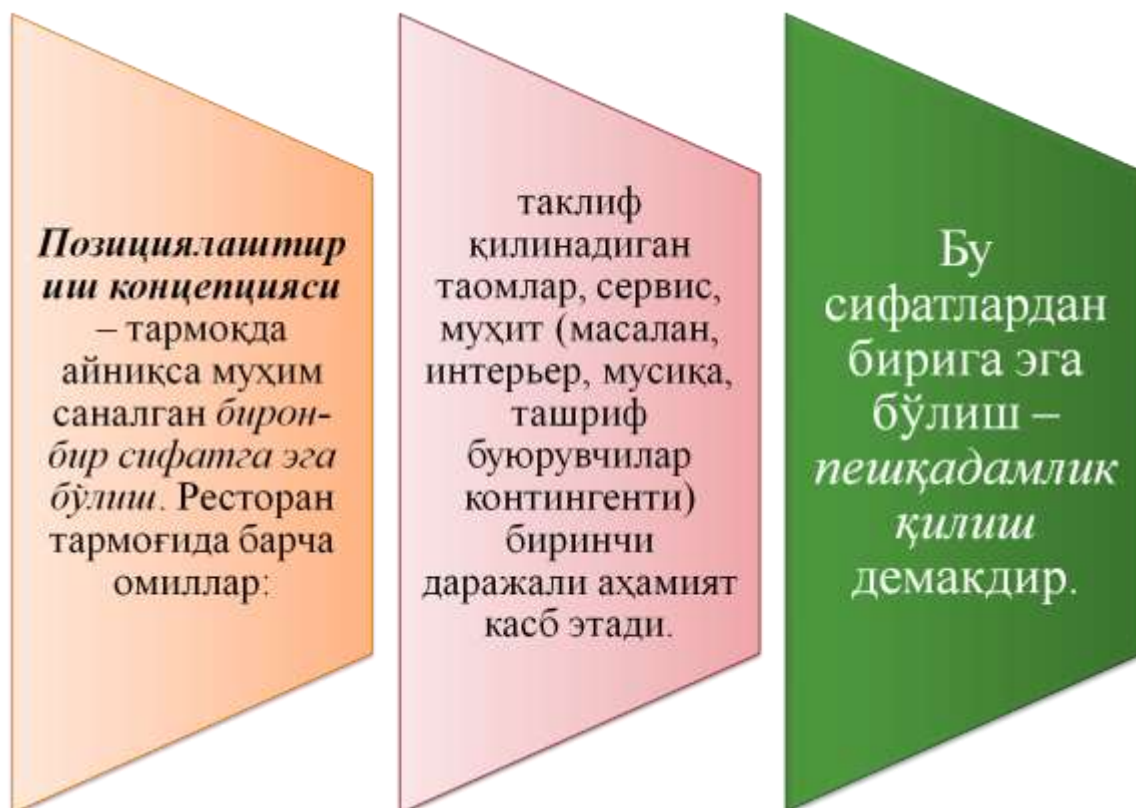 Позициялаштир
иш концепцияси
– тармоқда
айниқса муҳим
саналган бирон-
бир сифатга эга
бўлиш. Ресторан
тармоғида барча
омиллар:
таклиф
қилинадиган
таомлар, сервис,
муҳит (масалан,
интерьер, мусиқа,
ташриф
буюрувчилар
контингенти)
биринчи
даражали аҳамият
касб этади.
Бу
сифатлардан
бирига эга
бўлиш –
пешқадамлик
қилиш
демакдир.